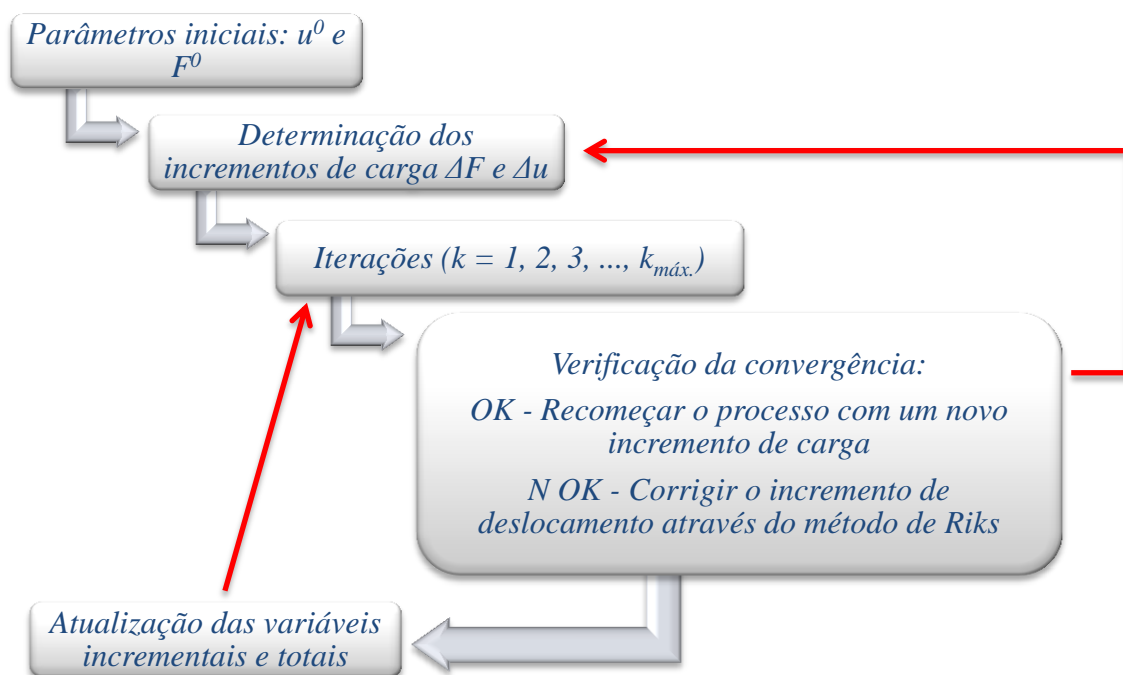 Parâmetros iniciais: u⁰ e
F⁰
Determinação dos
incrementos de carga ΔF e Δu
Iterações (k = 1, 2, 3, ..., kmáx.)
Verificação da convergência:
OK - Recomeçar o processo com um novo
incremento de carga
N OK - Corrigir o incremento de
deslocamento através do método de Riks
Atualização das variáveis
incrementais e totais